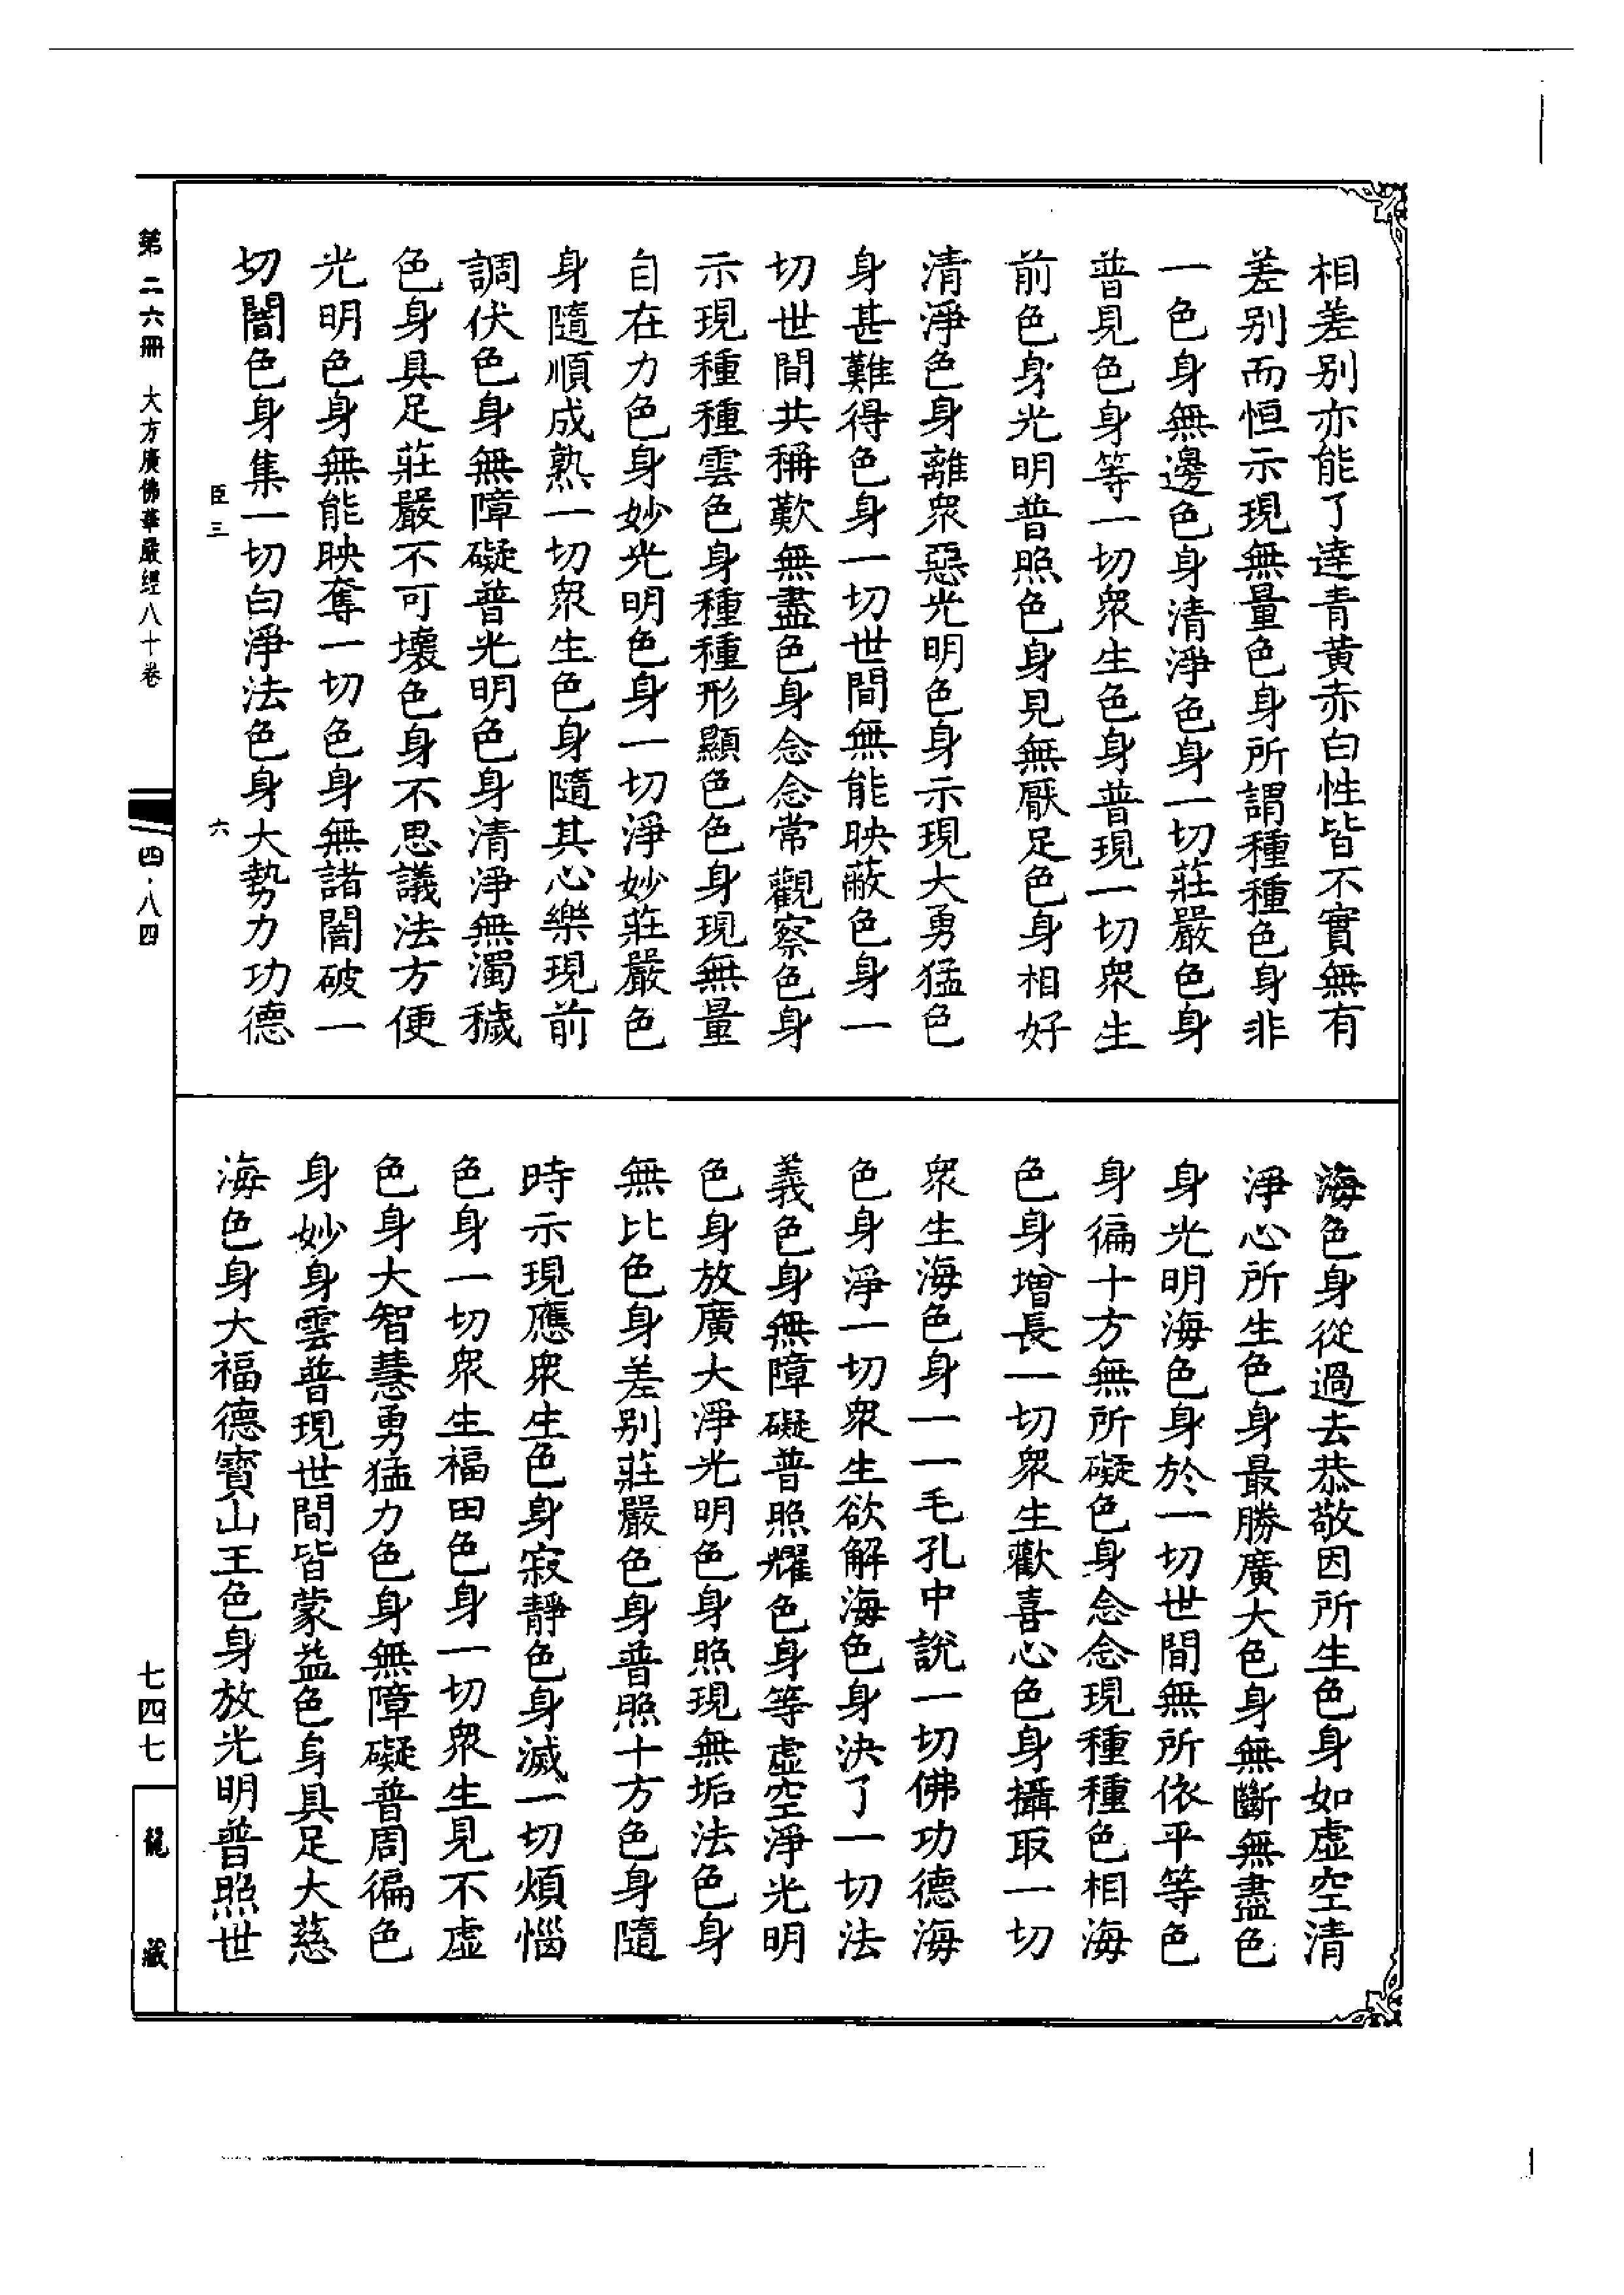 相差别亦能了達青黄赤白性皆不實無有
差别而恒示現無量色身所謂種種色身非
一色身無邊色身清淨色身一切莊嚴色身
普見色身等一切衆生色身普現一切衆生
前色身光明普照色身見無厭足色身相好
清淨色身離衆惡光明色身示現大勇猛色
身甚難得色身一切世間無能映蔽色身一
切世間共稱歎無盡色身念念常觀察色身
示現種種雲色身種種形顯色色身現無量
自在力色身妙光明色身一切淨妙莊嚴色
身隨順成熟一切衆生色身隨其心樂現前
調伏色身無障礙普光明色身清淨無濁穢
色身具足莊嚴不可壞色身不思議法方便
光明色身無能映奪一切色身無諸闇破一
切闇色身集一切白淨法色身大勢力功德
臣三 六
海色身從過去恭敬因所生色身如虚空清
淨心所生色身最勝廣大色身無斷無盡色
身光明海色身於一切世間無所依平等色
身徧十方無所礙色身念念現種種色相海
色身增長一切衆生歡喜心色身攝取一切
衆生海色身一一毛孔中說一切佛功德海
色身淨一切衆生欲解海色身決了一切法
義色身無障礙普照耀色身等虚空淨光明
色身放廣大淨光明色身照現無垢法色身
無比色身差别莊嚴色身普照十方色身隨
時示現應衆生色身寂靜色身滅一切煩惱
色身一切衆生福田色身一切衆生見不虚
色身大智慧勇猛力色身無障礙普周徧色
身妙身雲普現世間皆蒙益色身具足大慈
海色身大福德寶山王色身放光明普照世
第二六冊 大方廣佛華嚴經八十卷
四·八四
七四七
龍藏